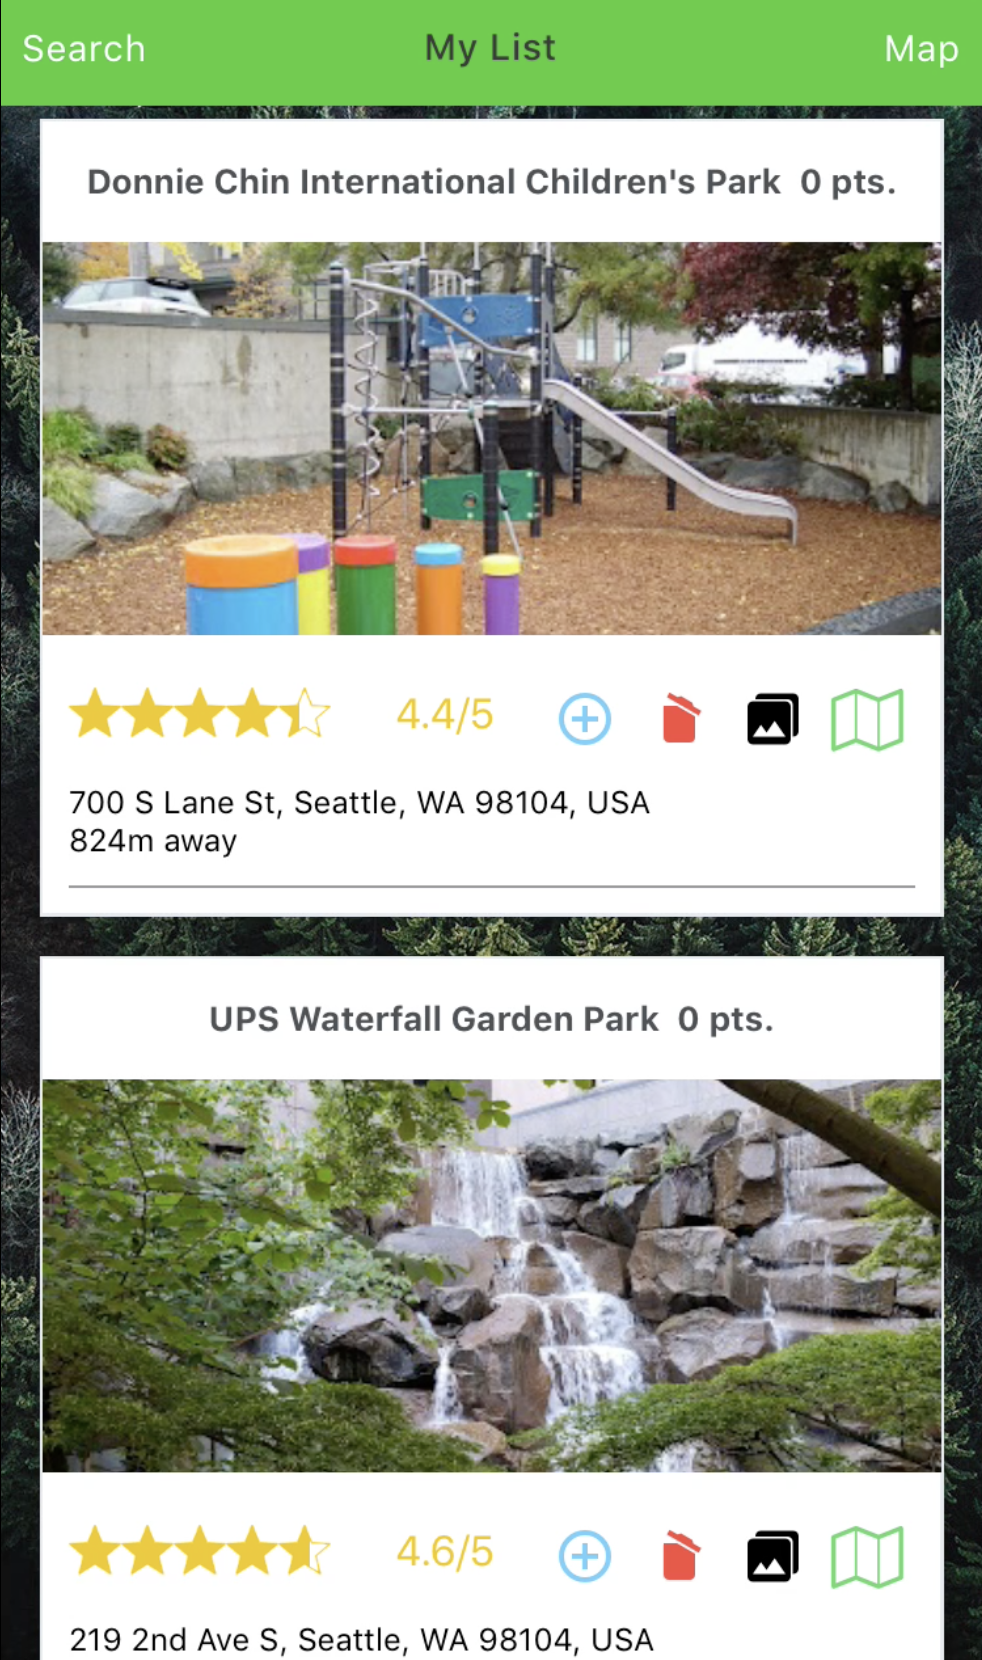 Search My List Map
Donnie Chin International Children's Park 0 pts.
4.4/5
700 S Lane St, Seattle, WA 98104, USA
824m away
UPS Waterfall Garden Park 0 pts.
4.6/5
219 2nd Ave S, Seattle, WA 98104, USA